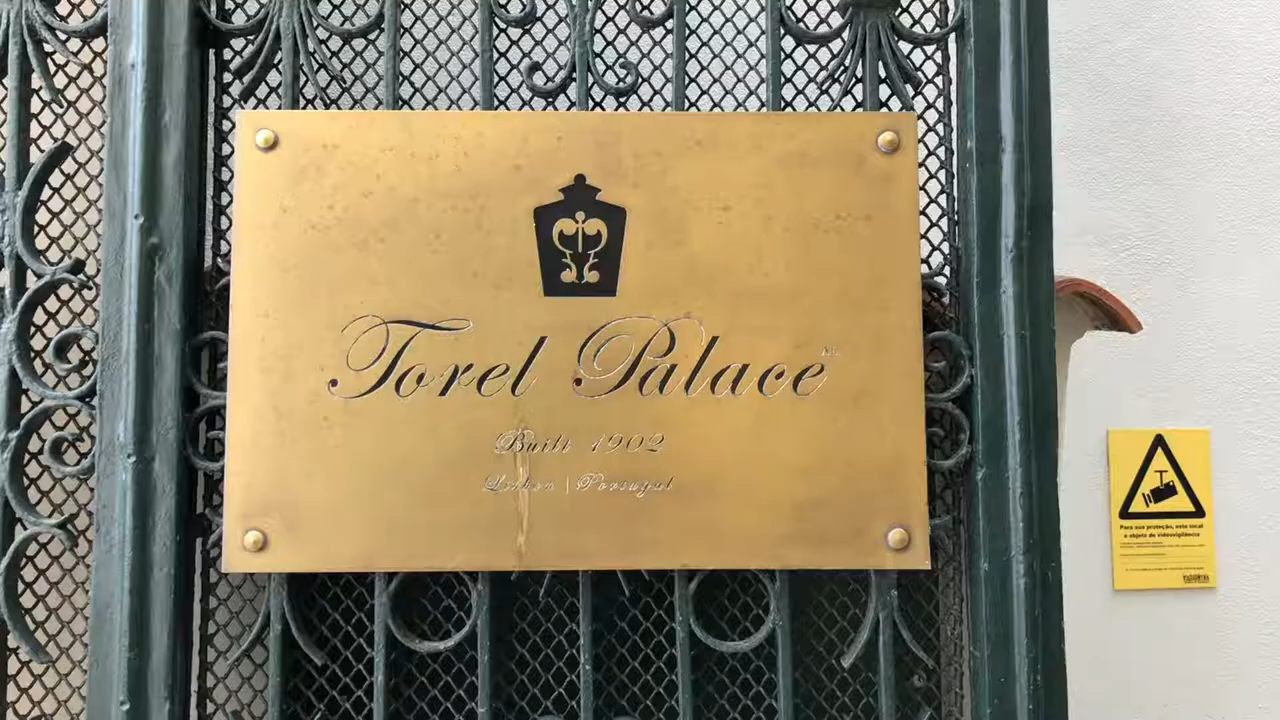 Torel Palace
Built 1902
Lisbon | Portugal
Para sua proteção, este local
é objeto de videovigilância